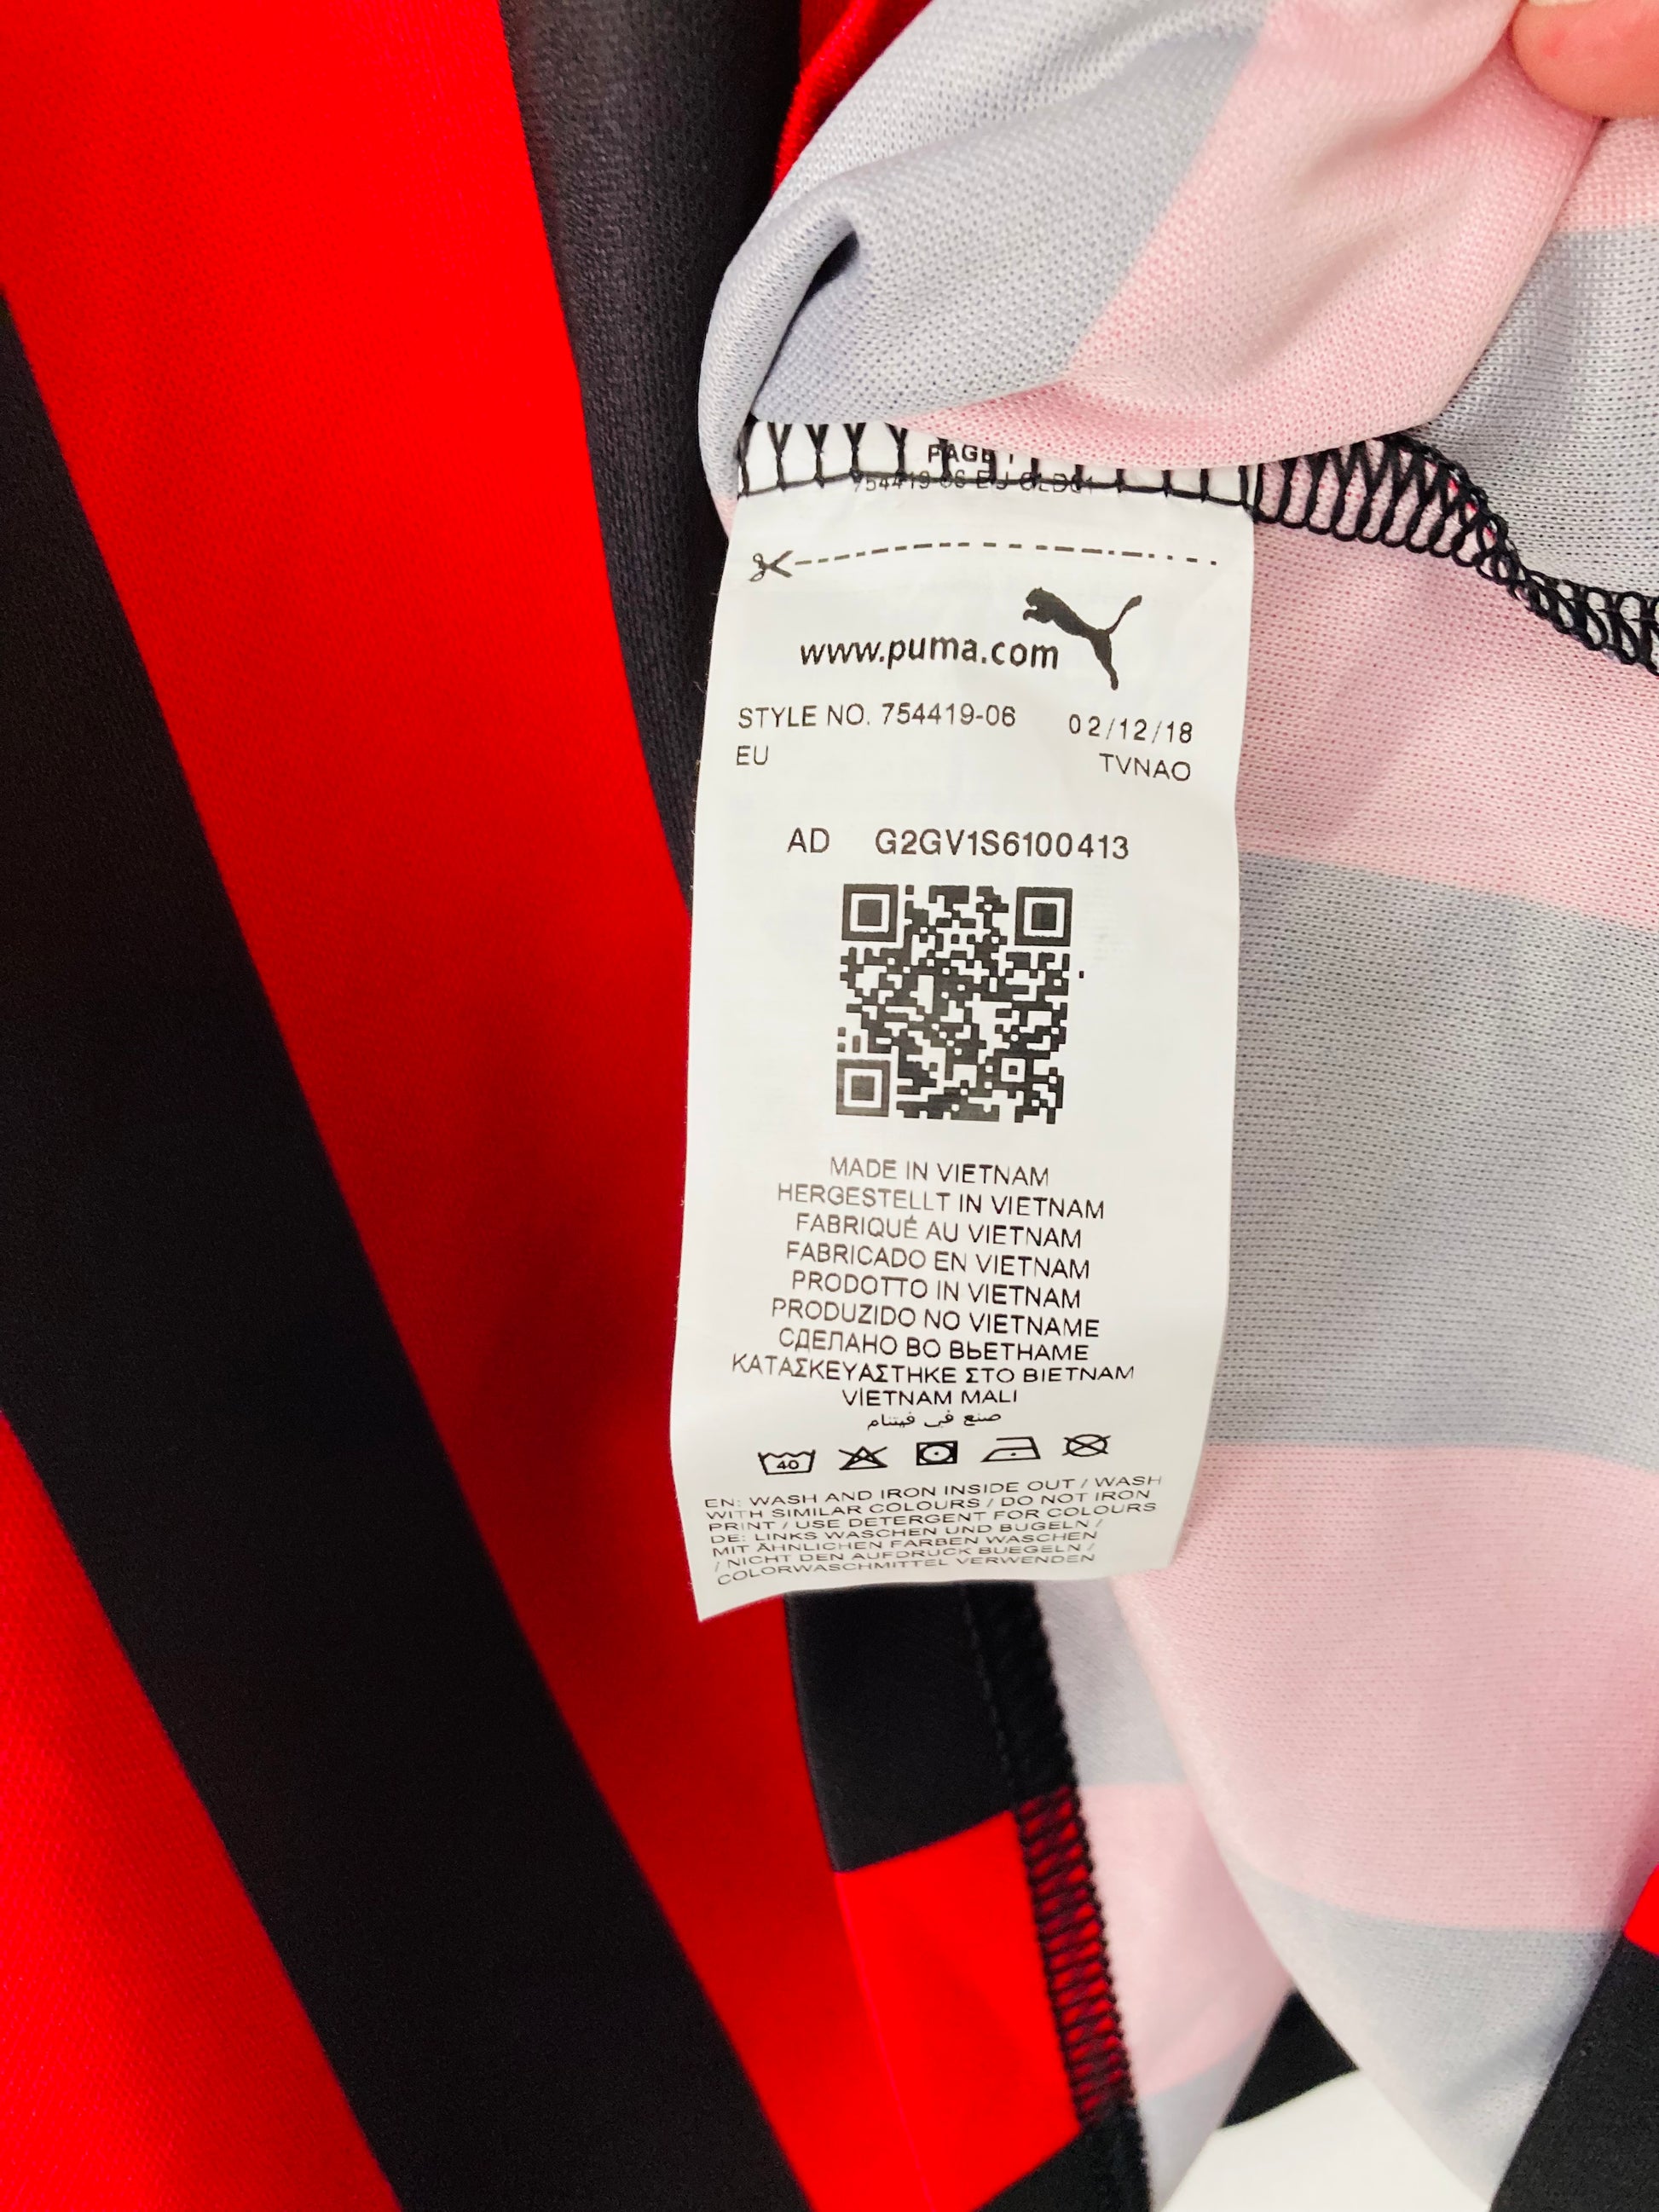 PAGE 1
754419-06 EU
www.puma.com
STYLE NO. 754419-06 02/12/18
EU TVNAO
AD G2GV1S6100413
MADE IN VIETNAM
HERGESTELLT IN VIETNAM
FABRIQUÉ AU VIETNAM
FABRICADO EN VIETNAM
PRODOTTO IN VIETNAM
PRODUZIDO NO VIETNAME
СДЕЛАНО ВО ВЬЕТНАМЕ
ΚΑΤΑΣΚΕΥΑΣΤΗΚΕ ΣΤΟ ΒΙΕΤΝΑΜ
VİETNAM MALI
صنع في فيتنام
40
EN: WASH AND IRON INSIDE OUT / WASH
WITH SIMILAR COLOURS / DO NOT IRON
PRINT / USE DETERGENT FOR COLOURS
DE: LINKS WASCHEN UND BÜGELN /
MIT ÄHNLICHEN FARBEN WASCHEN
/ NICHT DEN AUFDRUCK BUEGELN /
COLORWASCHMITTEL VERWENDEN